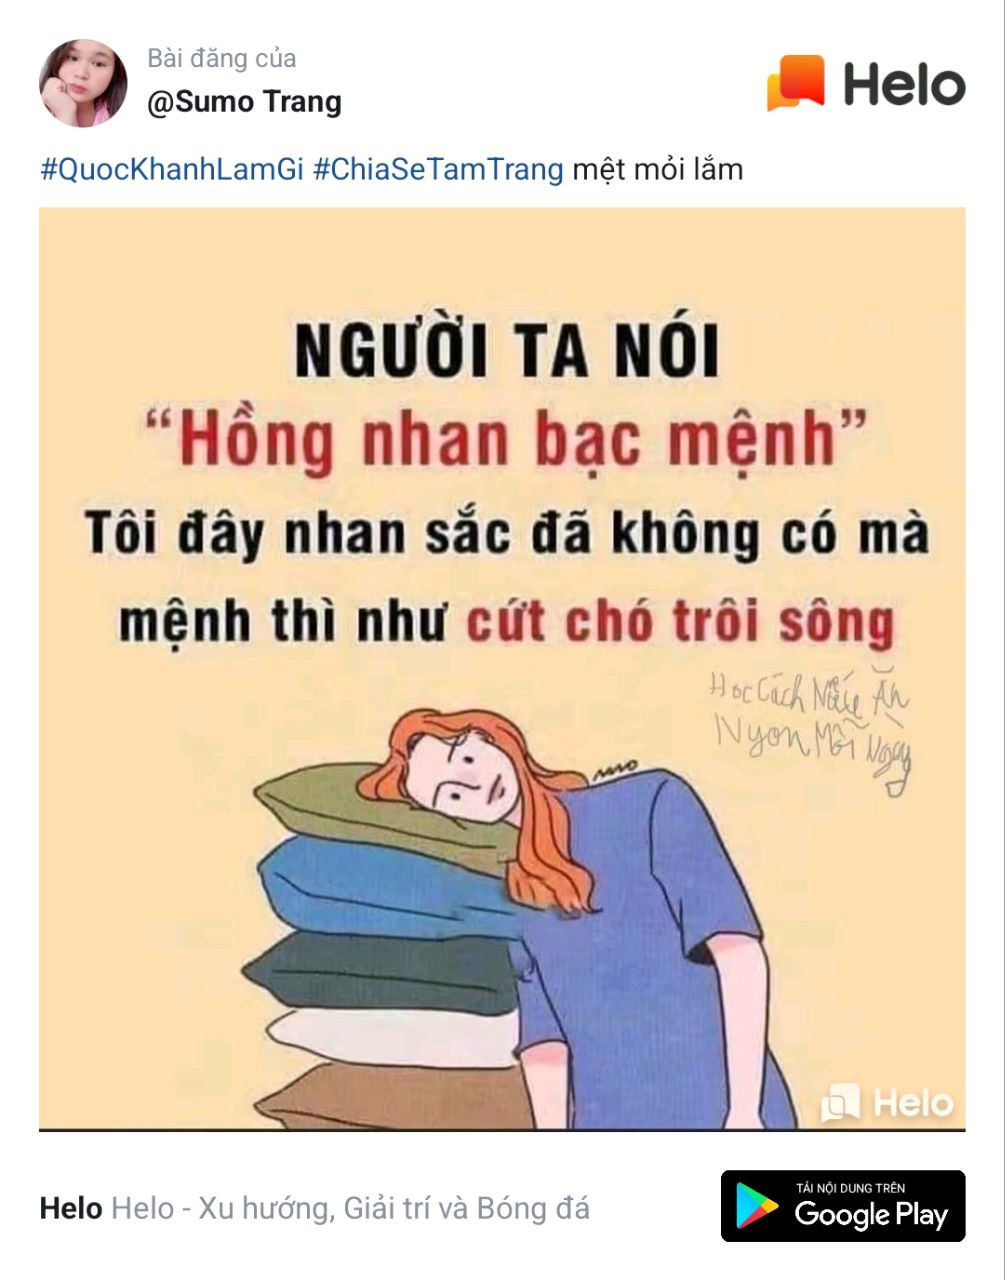 Bài đăng của
@Sumo Trang
Helo
#QuocKhanhLamGi #ChiaSeTamTrang mệt mỏi lắm
NGƯỜI TA NÓI
“Hồng nhan bạc mệnh”
Tôi đây nhan sắc đã không có mà
mệnh thì như cứt chó trôi sông
Học Cách Nấu Ăn
Ngon Mỗi Ngày
Helo
Helo Helo - Xu hướng, Giải trí và Bóng đá
TẢI NỘI DUNG TRÊN
Google Play